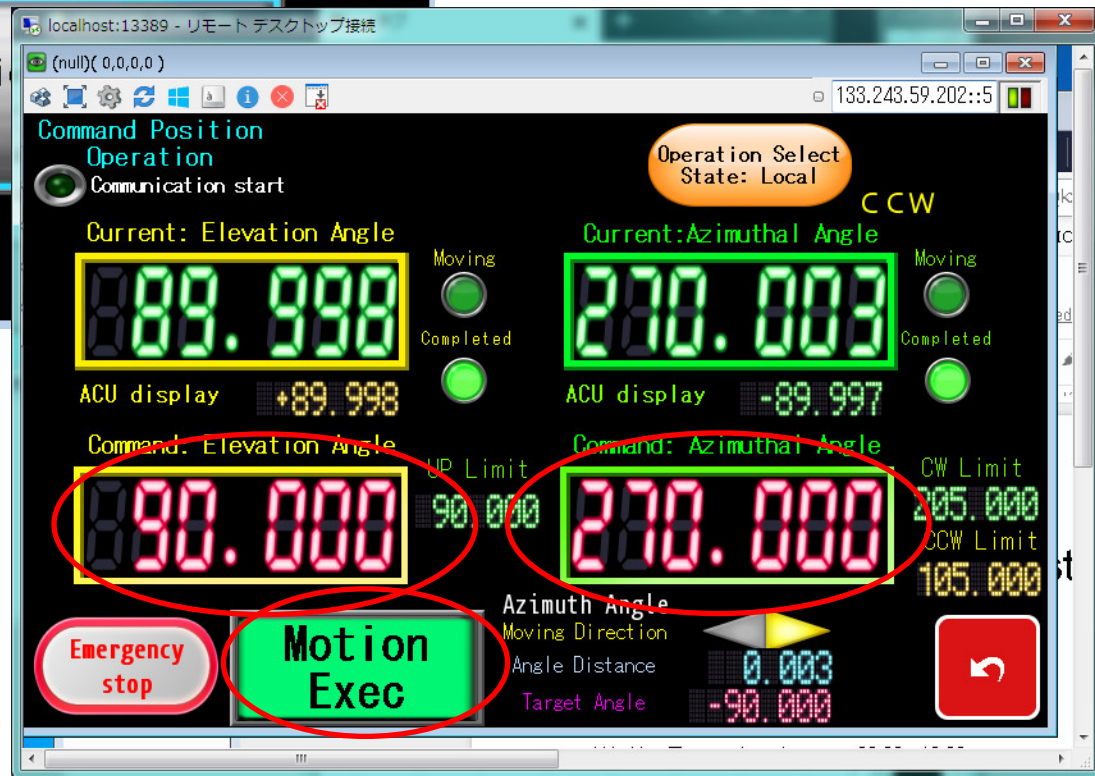 localhost:13389 - リモート デスクトップ接続
(null)( 0,0,0,0 )
133.243.59.202::5
Command Position
Operation
Communication start
Operation Select
State: Local
CCW
Current: Elevation Angle
Current:Azimuthal Angle
Moving
Moving
89.998
270.003
Completed
Completed
ACU display +89.998
ACU display -89.997
Command: Elevation Angle
Command: Azimuthal Angle
UP Limit
90.000
CW Limit
205.000
90.000
270.000
CCW Limit
105.000
Azimuth Angle
Moving Direction
Emergency
stop
Motion
Exec
Angle Distance 0.003
Target Angle -90.000